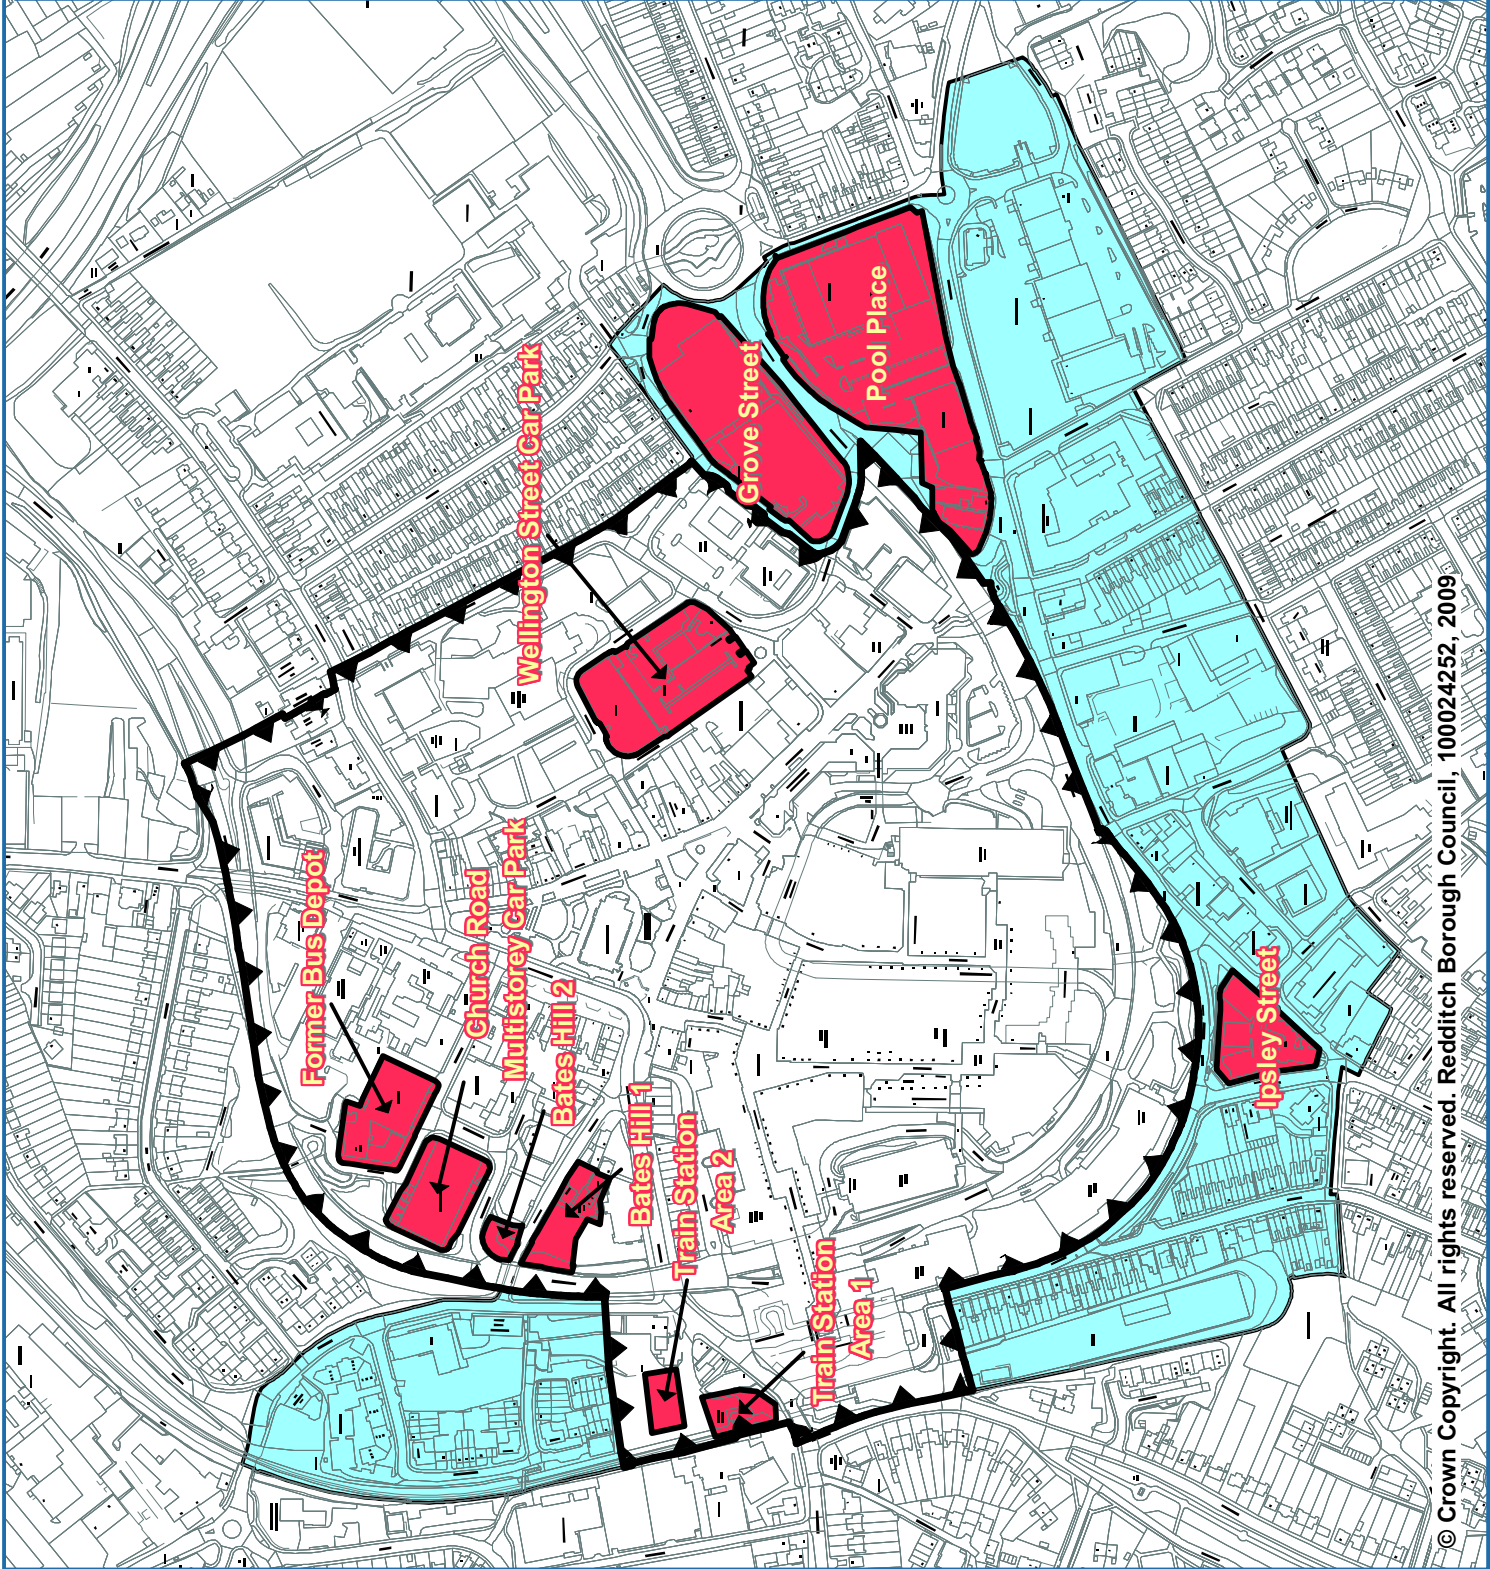 Former Bus Depot
Church Road
Multistorey Car Park
Wellington Street Car Park
Bates Hill 2
Bates Hill 1
Train Station
Area 2
Train Station
Area 1
Grove Street
Pool Place
Ipsley Street
© Crown Copyright. All rights reserved. Redditch Borough Council, 100024252, 2009